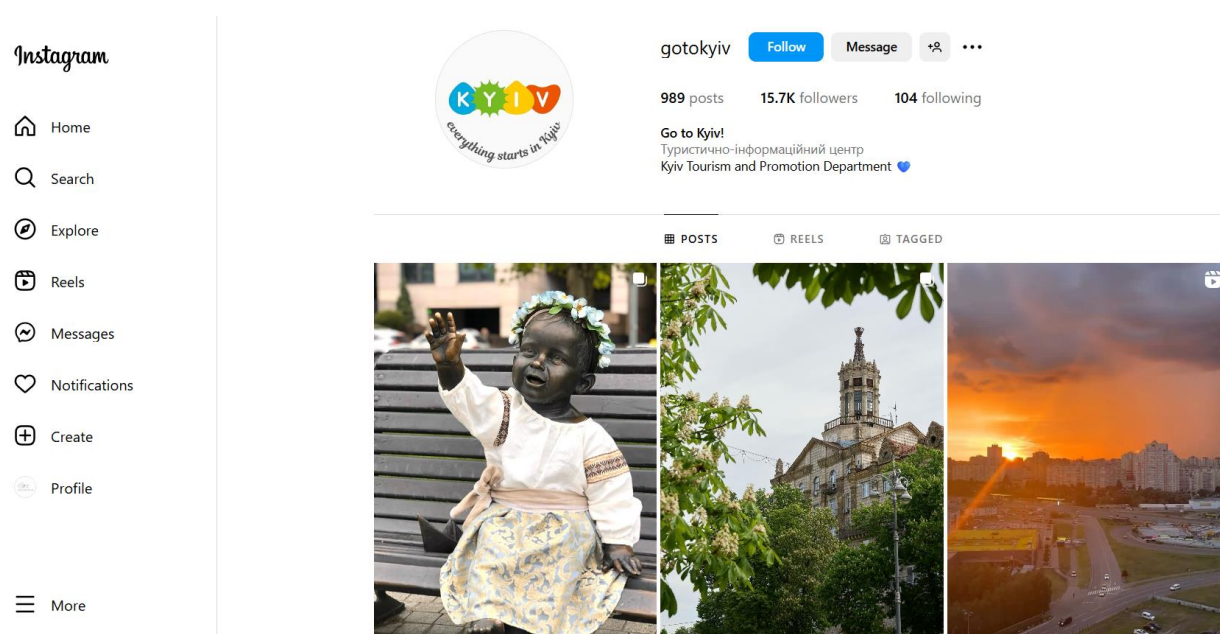 Instagram
Home
Search
Explore
Reels
Messages
Notifications
Create
Profile
More
KYIV
everything starts in Kyiv
gotokyiv
Follow
Message
989 posts
15.7K followers
104 following
Go to Kyiv!
Туристично-інформаційний центр
Kyiv Tourism and Promotion Department 💙
POSTS
REELS
TAGGED